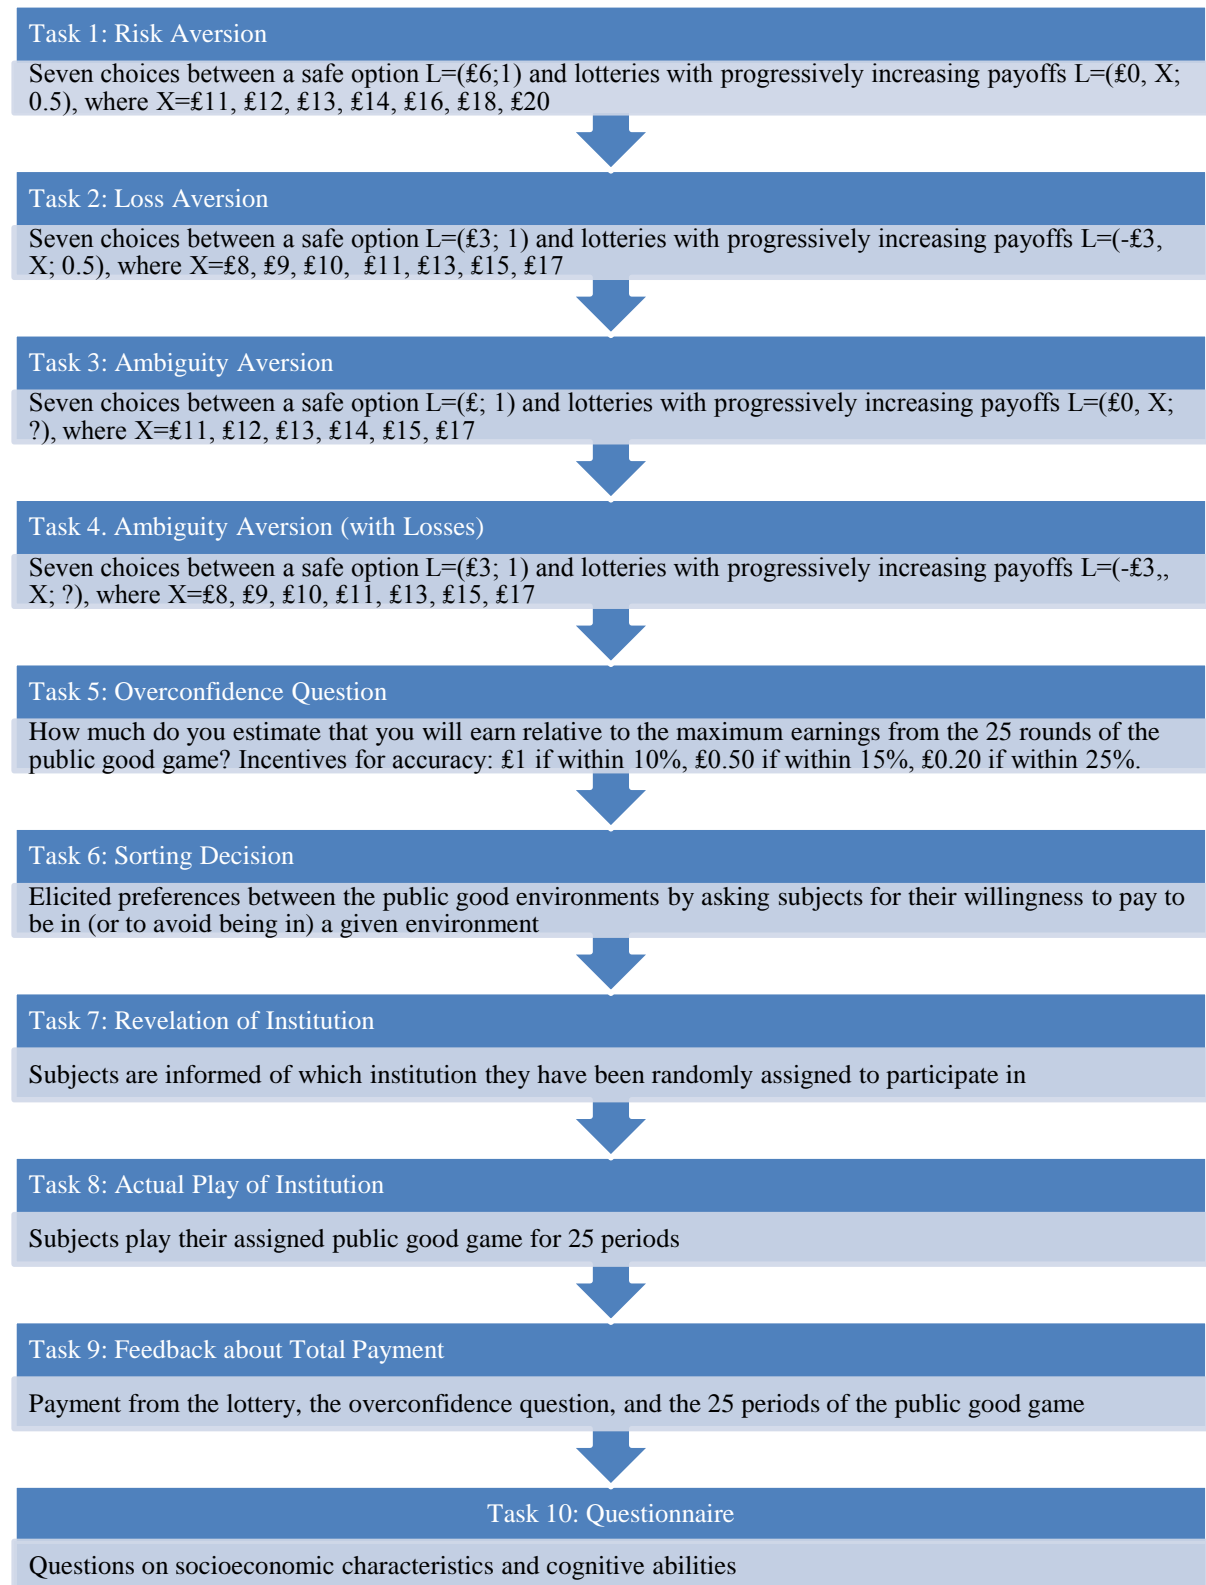 Task 1: Risk Aversion
Seven choices between a safe option L=(₤6;1) and lotteries with progressively increasing payoffs L=(₤0, X;
0.5), where X=₤11, ₤12, ₤13, ₤14, ₤16, ₤18, ₤20
Task 2: Loss Aversion
Seven choices between a safe option L=(₤3; 1) and lotteries with progressively increasing payoffs L=(-₤3,
X; 0.5), where X=₤8, ₤9, ₤10, ₤11, ₤13, ₤15, ₤17
Task 3: Ambiguity Aversion
Seven choices between a safe option L=(₤; 1) and lotteries with progressively increasing payoffs L=(₤0, X;
?), where X=₤11, ₤12, ₤13, ₤14, ₤15, ₤17
Task 4. Ambiguity Aversion (with Losses)
Seven choices between a safe option L=(₤3; 1) and lotteries with progressively increasing payoffs L=(-₤3,,
X; ?), where X=₤8, ₤9, ₤10, ₤11, ₤13, ₤15, ₤17
Task 5: Overconfidence Question
How much do you estimate that you will earn relative to the maximum earnings from the 25 rounds of the
public good game? Incentives for accuracy: ₤1 if within 10%, ₤0.50 if within 15%, ₤0.20 if within 25%.
Task 6: Sorting Decision
Elicited preferences between the public good environments by asking subjects for their willingness to pay to
be in (or to avoid being in) a given environment
Task 7: Revelation of Institution
Subjects are informed of which institution they have been randomly assigned to participate in
Task 8: Actual Play of Institution
Subjects play their assigned public good game for 25 periods
Task 9: Feedback about Total Payment
Payment from the lottery, the overconfidence question, and the 25 periods of the public good game
Task 10: Questionnaire
Questions on socioeconomic characteristics and cognitive abilities